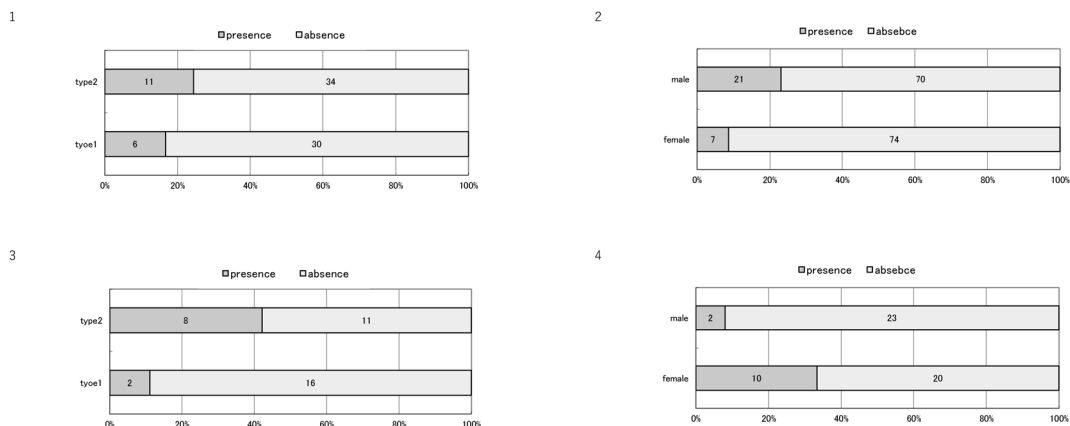 1
presence absence
type2 11 34
tyoe1 6 30
0% 20% 40% 60% 80% 100%
2
presence absebce
male 21 70
female 7 74
0% 20% 40% 60% 80% 100%
3
presence absence
type2 8 11
tyoe1 2 16
0% 20% 40% 60% 80% 100%
4
presence absebce
male 2 23
female 10 20
0% 20% 40% 60% 80% 100%